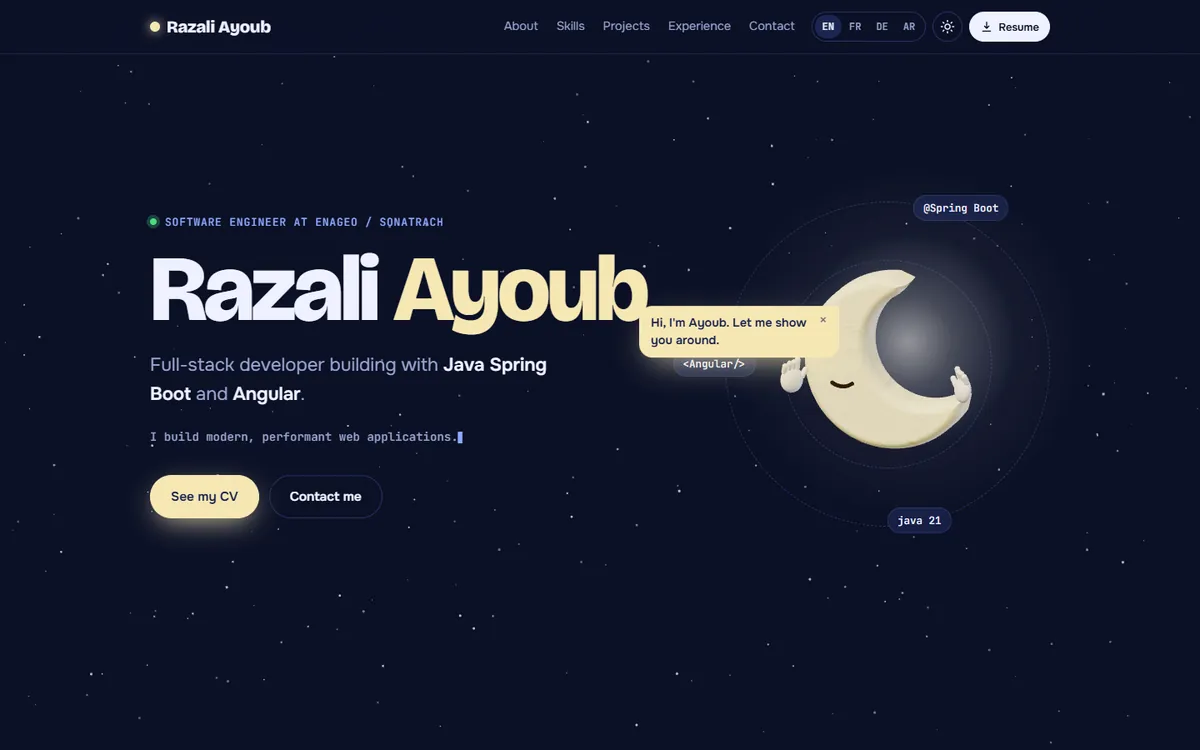 Razali Ayoub
About Skills Projects Experience Contact EN FR DE AR Resume
SOFTWARE ENGINEER AT ENAGEO / SONATRACH
Razali Ayoub
Full-stack developer building with Java Spring
Boot and Angular.
I build modern, performant web applications.
See my CV Contact me
@Spring Boot
Hi, I'm Ayoub. Let me show
you around.
×
<Angular/>
java 21